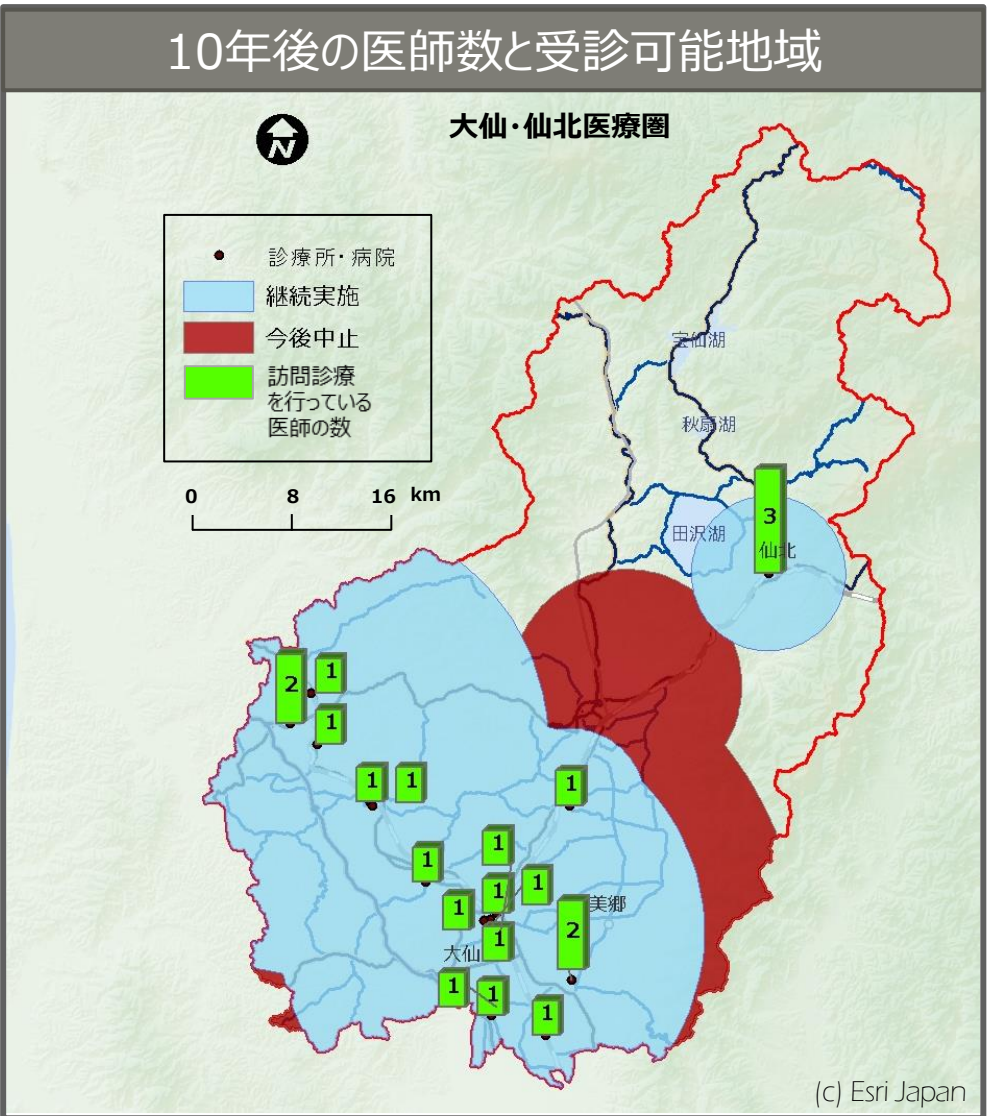 10年後の医師数と受診可能地域
大仙・仙北医療圏
N
診療所・病院
継続実施
今後中止
訪問診療
を行っている
医師の数
0 8 16 km
宝仙湖
秋扇湖
田沢湖
3
仙北
2
1
1
1
1
1
1
1
1
1
1
1
美郷
2
大仙
1
1
1
(c) Esri Japan